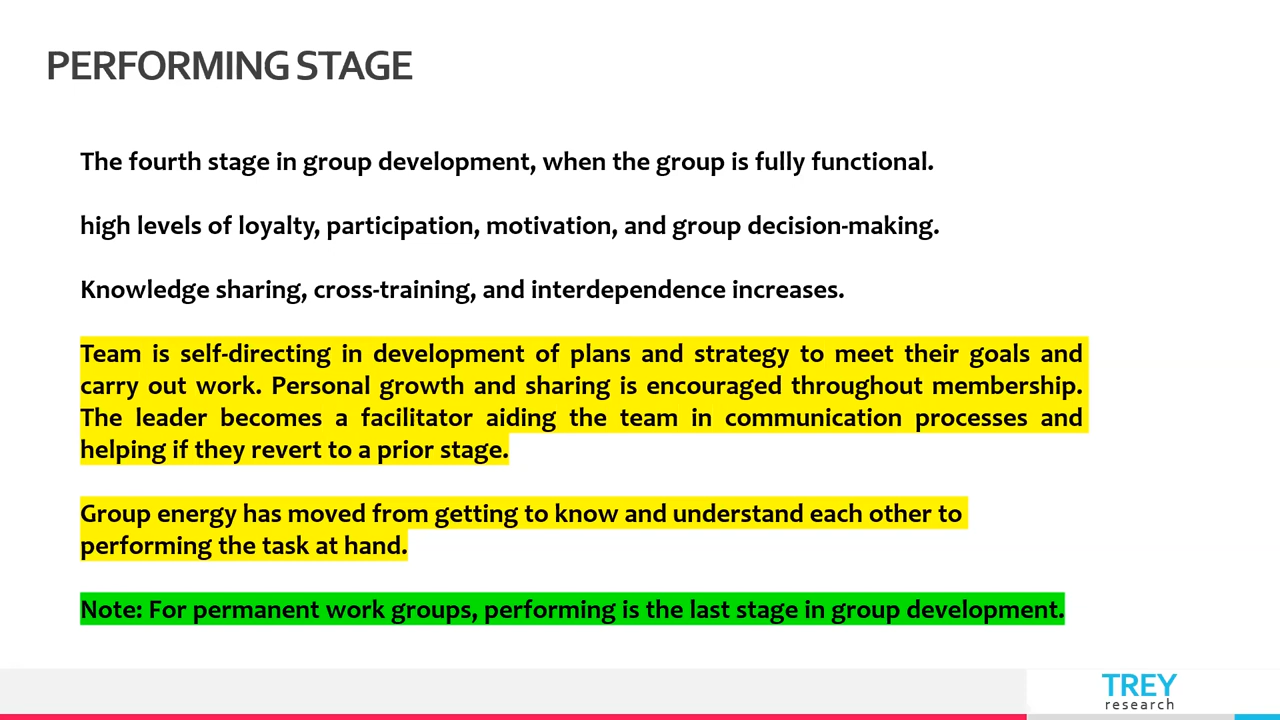 PERFORMING STAGE
The fourth stage in group development, when the group is fully functional.
high levels of loyalty, participation, motivation, and group decision-making.
Knowledge sharing, cross-training, and interdependence increases.
Team is self-directing in development of plans and strategy to meet their goals and
carry out work. Personal growth and sharing is encouraged throughout membership.
The leader becomes a facilitator aiding the team in communication processes and
helping if they revert to a prior stage.
Group energy has moved from getting to know and understand each other to
performing the task at hand.
Note: For permanent work groups, performing is the last stage in group development.
TREY
research